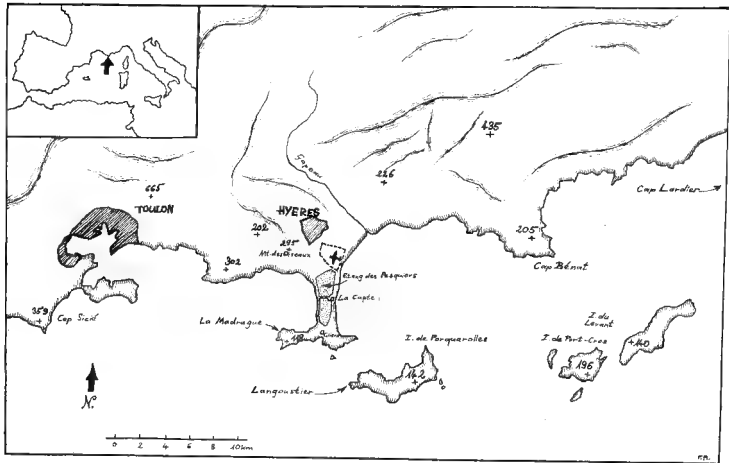 435
+
Gapeau
226
+
Cap Lardier
665
+
TOULON
HYERES
202
+
295
+
Mt. des Oiseaux
205
+
302
+
Cap Bénat
Etang des Pesquiers
La Capte
359
+
Cap Sicié
La Madrague
I. du
Levant
I. de Porquerolles
I. de Port-Cros
+140
196
+
142
+
Langoustier
N.
0 2 4 6 8 10km